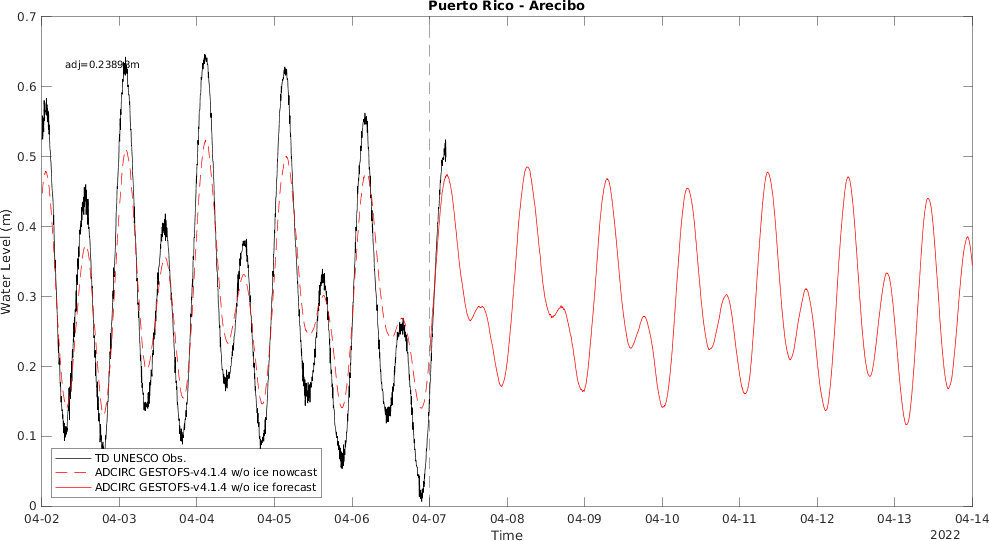 Puerto Rico - Arecibo
0.7
adj=0.23893m
0.6
0.5
0.4
0.3
0.2
0.1
0
Water Level (m)
TD UNESCO Obs.
ADCIRC GESTOFS-v4.1.4 w/o ice nowcast
ADCIRC GESTOFS-v4.1.4 w/o ice forecast
04-02 04-03 04-04 04-05 04-06 04-07 04-08 04-09 04-10 04-11 04-12 04-13 04-14
Time
2022